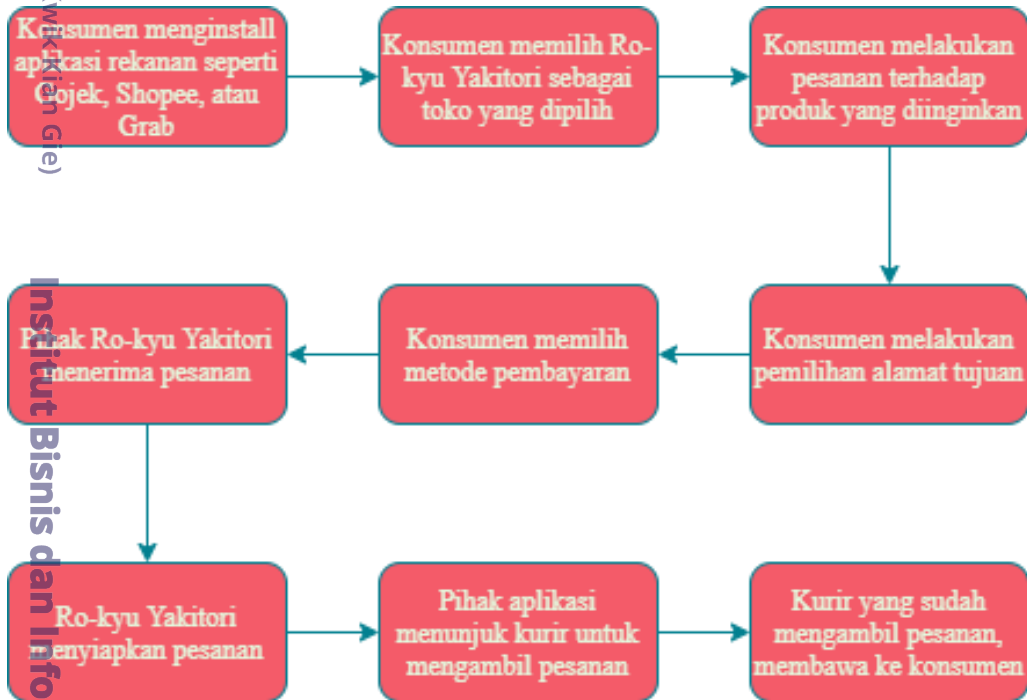 Konsumen menginstall
aplikasi rekanan seperti
Gojek, Shopee, atau
Grab
Konsumen memilih Ro-
kyu Yakitori sebagai
toko yang dipilih
Konsumen melakukan
pesanan terhadap
produk yang diinginkan
Konsumen melakukan
pemilihan alamat tujuan
Konsumen memilih
metode pembayaran
Pihak Ro-kyu Yakitori
menerima pesanan
Ro-kyu Yakitori
menyiapkan pesanan
Pihak aplikasi
menunjuk kurir untuk
mengambil pesanan
Kurir yang sudah
mengambil pesanan,
membawa ke konsumen
Kwik Kian Gie)
Institut Bisnis dan Info